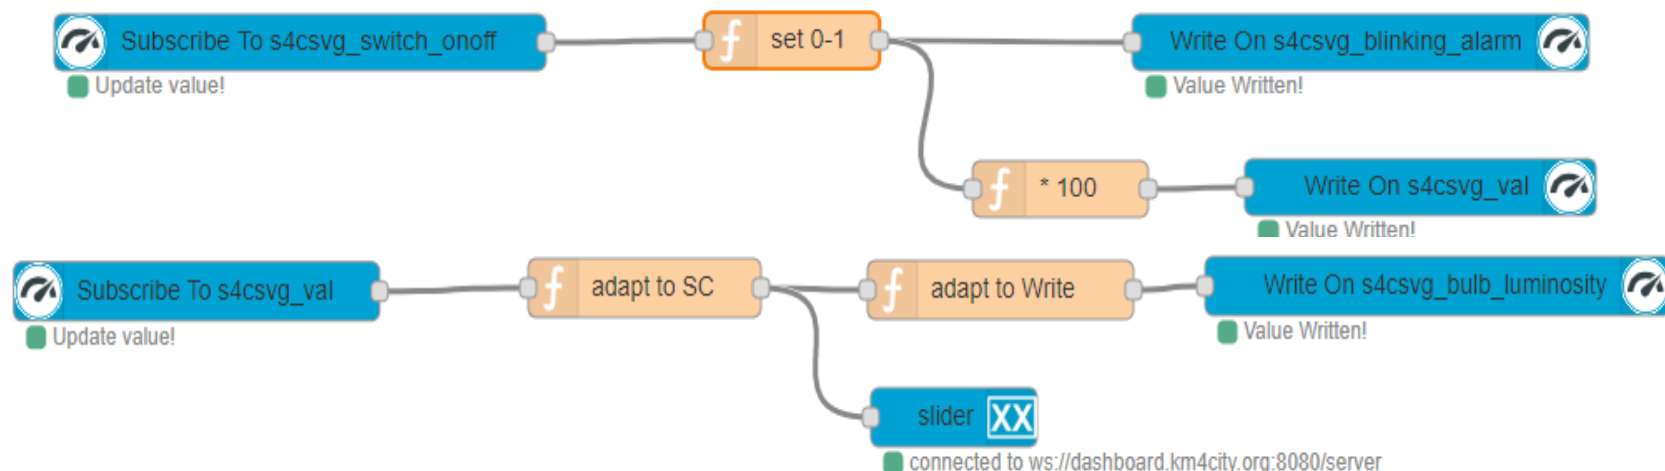 Subscribe To s4csvg_switch_onoff
set 0-1
Write On s4csvg_blinking_alarm
Update value!
Value Written!
* 100
Write On s4csvg_val
Value Written!
Subscribe To s4csvg_val
adapt to SC
adapt to Write
Write On s4csvg_bulb_luminosity
Update value!
Value Written!
slider XX
connected to ws://dashboard.km4city.org:8080/server